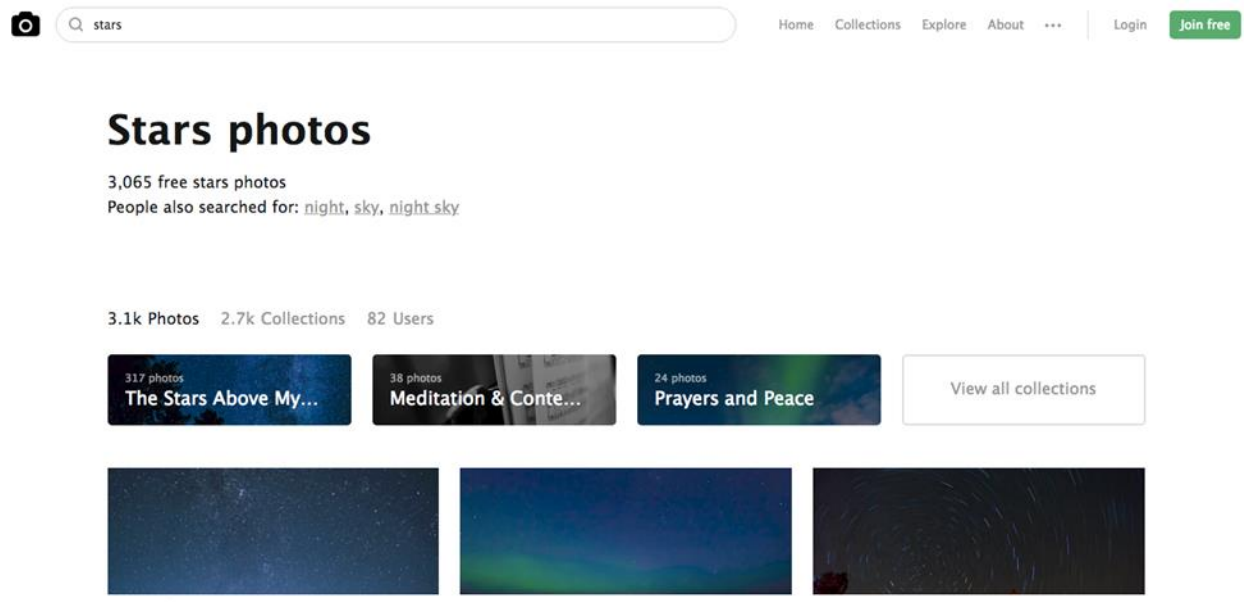 stars
Home Collections Explore About ••• Login Join free
Stars photos
3,065 free stars photos
People also searched for: night, sky, night sky
3.1k Photos 2.7k Collections 82 Users
317 photos
The Stars Above My...
38 photos
Meditation & Conte...
24 photos
Prayers and Peace
View all collections